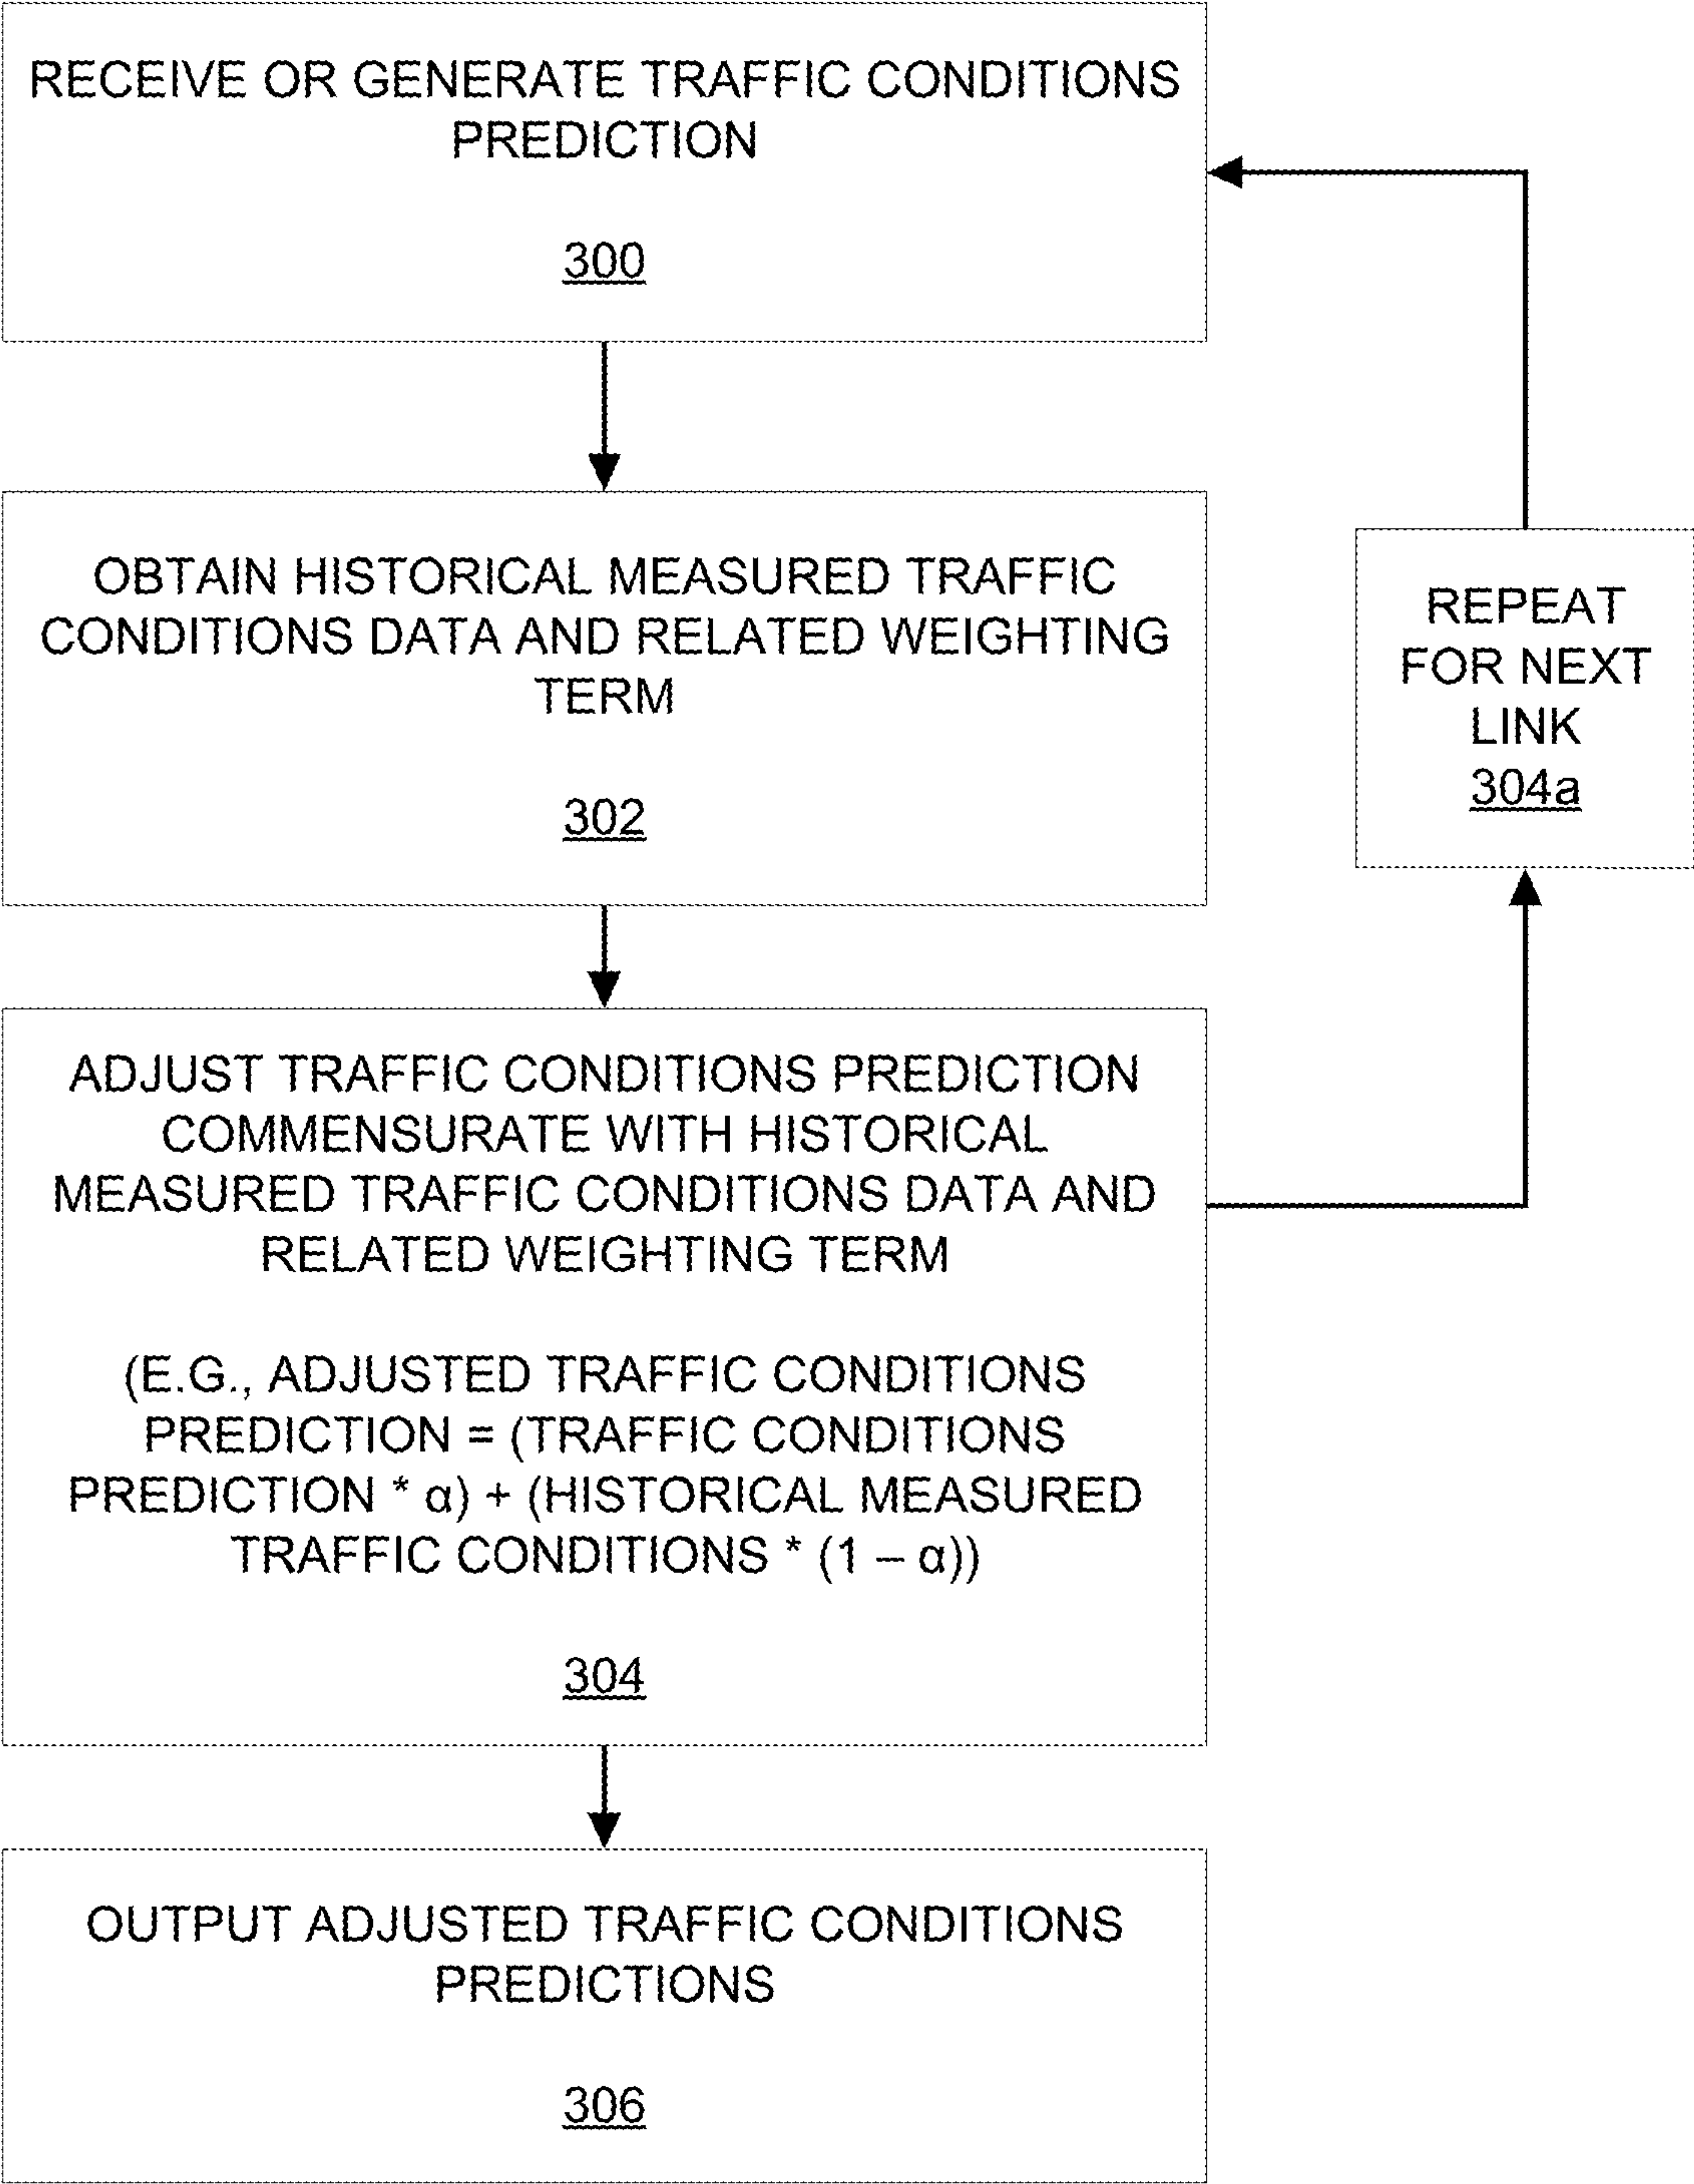 RECEIVE OR GENERATE TRAFFIC CONDITIONS
PREDICTION
300
OBTAIN HISTORICAL MEASURED TRAFFIC
CONDITIONS DATA AND RELATED WEIGHTING
TERM
302
REPEAT
FOR NEXT
LINK
304a
ADJUST TRAFFIC CONDITIONS PREDICTION
COMMENSURATE WITH HISTORICAL
MEASURED TRAFFIC CONDITIONS DATA AND
RELATED WEIGHTING TERM
(E.G., ADJUSTED TRAFFIC CONDITIONS
PREDICTION = (TRAFFIC CONDITIONS
PREDICTION * α) + (HISTORICAL MEASURED
TRAFFIC CONDITIONS * (1 – α))
304
OUTPUT ADJUSTED TRAFFIC CONDITIONS
PREDICTIONS
306